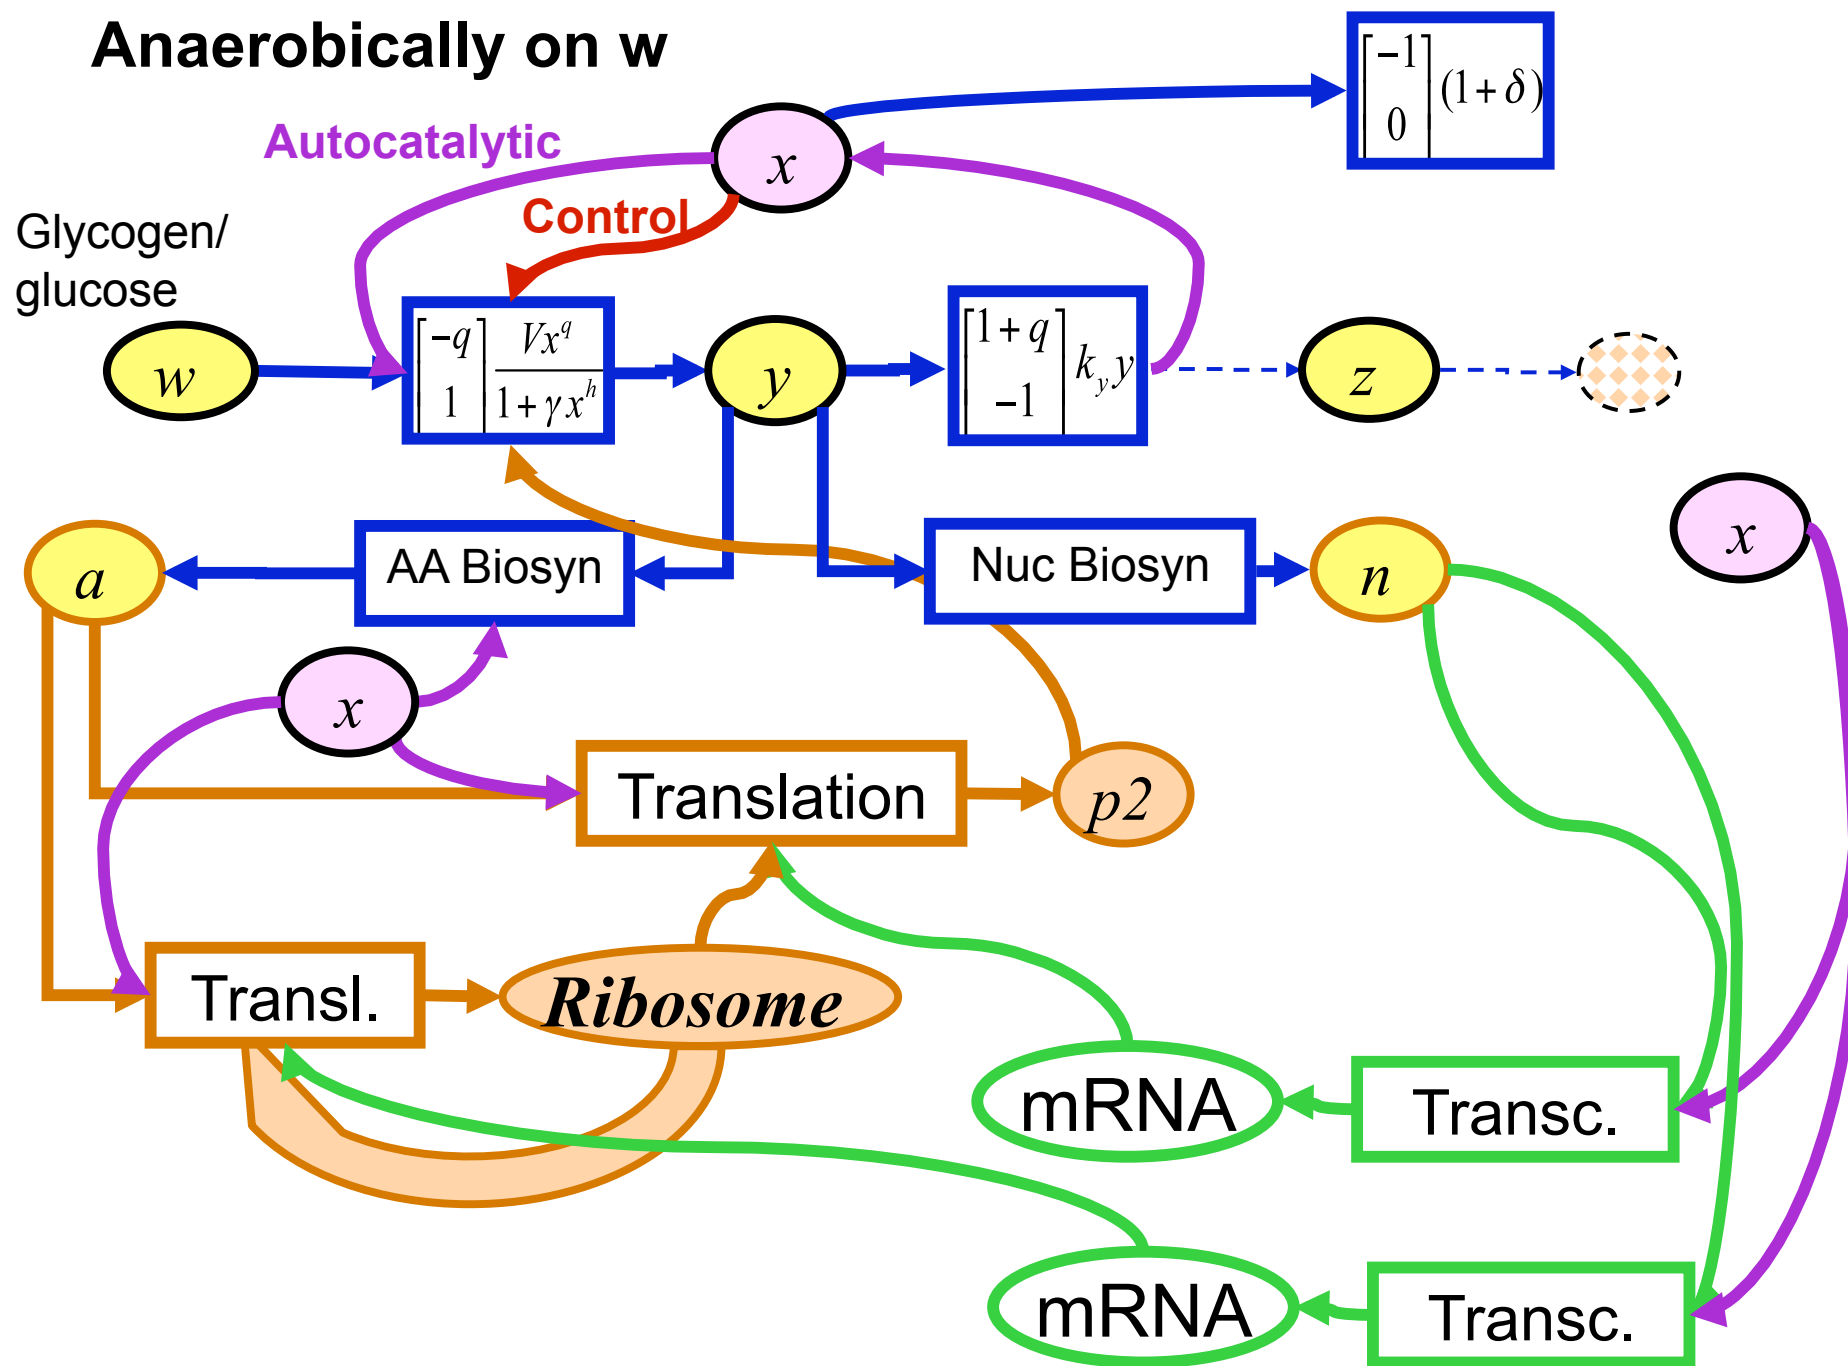 Anaerobically on w
[−1 0] (1+δ)
Autocatalytic
x
Control
Glycogen/
glucose
w
[−q 1] Vx^q / 1+γx^h
y
[1+q −1] k_y y
z
a
AA Biosyn
Nuc Biosyn
n
x
x
Translation
p2
Transl.
Ribosome
mRNA
Transc.
mRNA
Transc.